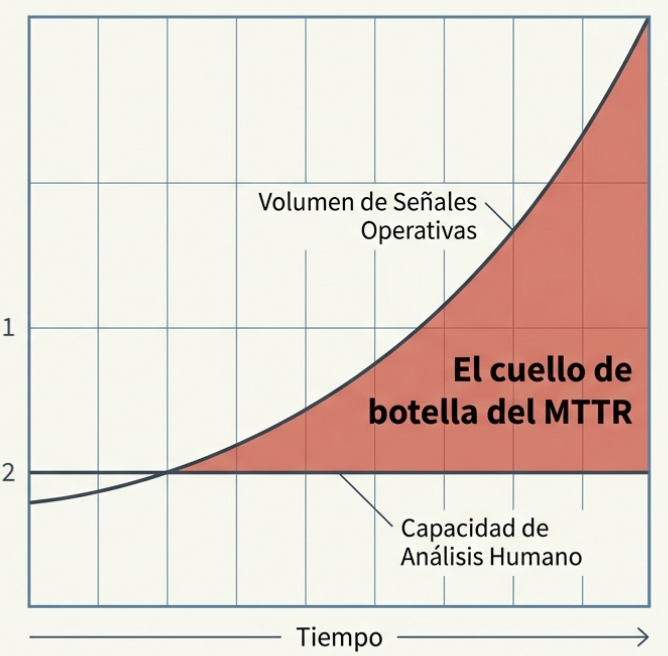 Volumen de Señales
Operativas
1
El cuello de
botella del MTTR
2
Capacidad de
Análisis Humano
Tiempo